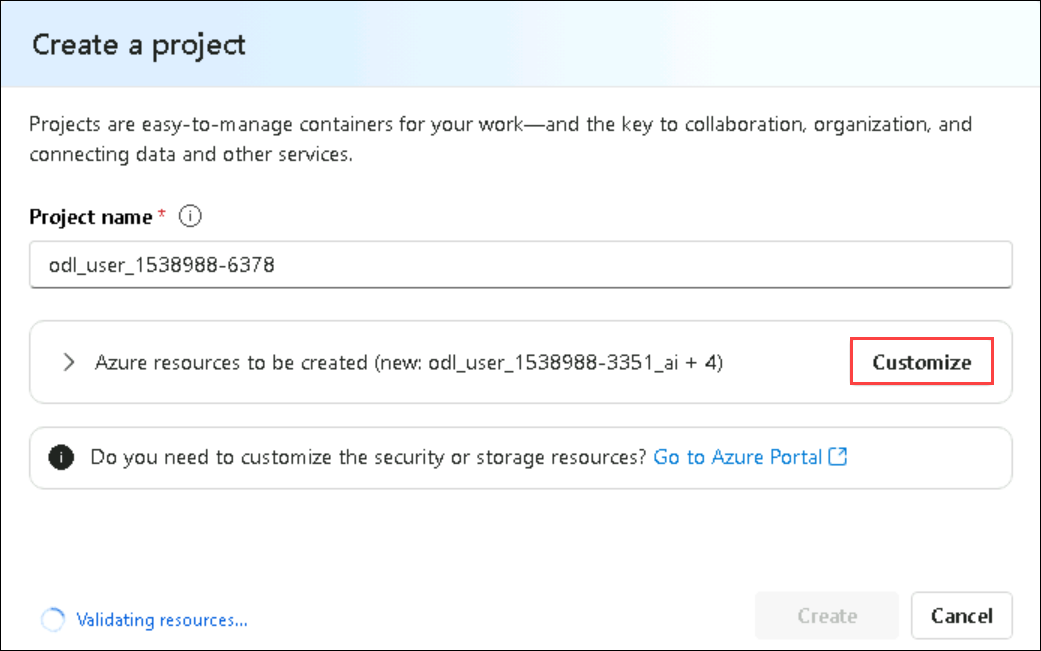 Create a project
Projects are easy-to-manage containers for your work—and the key to collaboration, organization, and
connecting data and other services.
Project name *
odl_user_1538988-6378
Azure resources to be created (new: odl_user_1538988-3351_ai + 4)
Customize
Do you need to customize the security or storage resources? Go to Azure Portal
Validating resources...
Create
Cancel